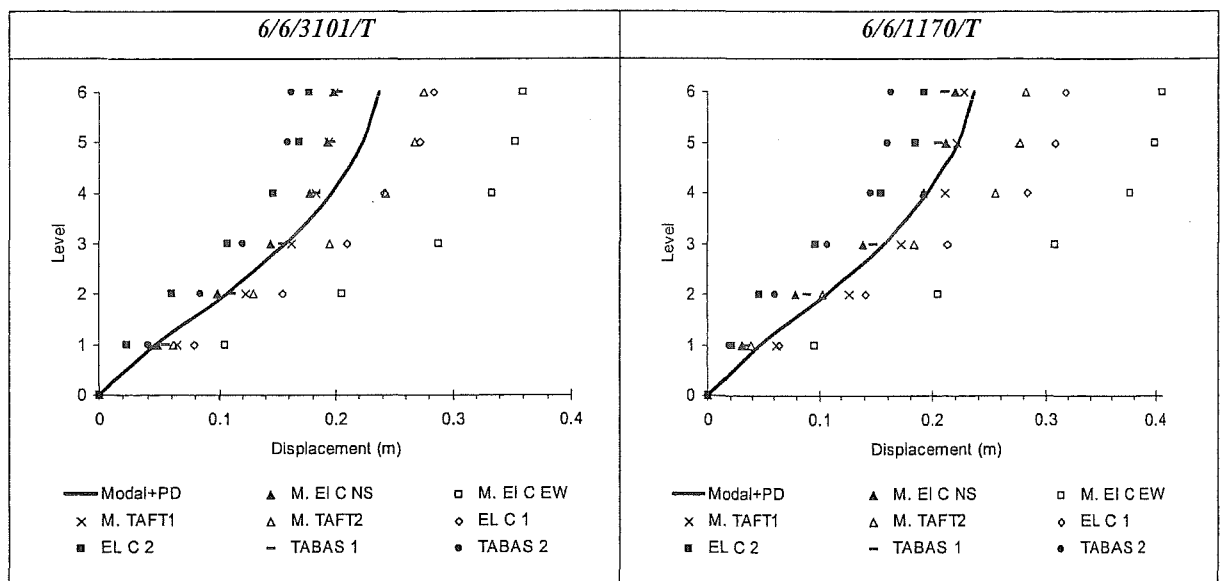 6/6/3101/T
6/6/1170/T
6
5
4
3
2
1
0
Level
0
0.1
0.2
0.3
0.4
Displacement (m)
Modal+PD
M. El C NS
M. El C EW
M. TAFT1
M. TAFT2
EL C 1
EL C 2
TABAS 1
TABAS 2
6
5
4
3
2
1
0
Level
0
0.1
0.2
0.3
0.4
Displacement (m)
Modal+PD
M. El C NS
M. El C EW
M. TAFT1
M. TAFT2
EL C 1
EL C 2
TABAS 1
TABAS 2